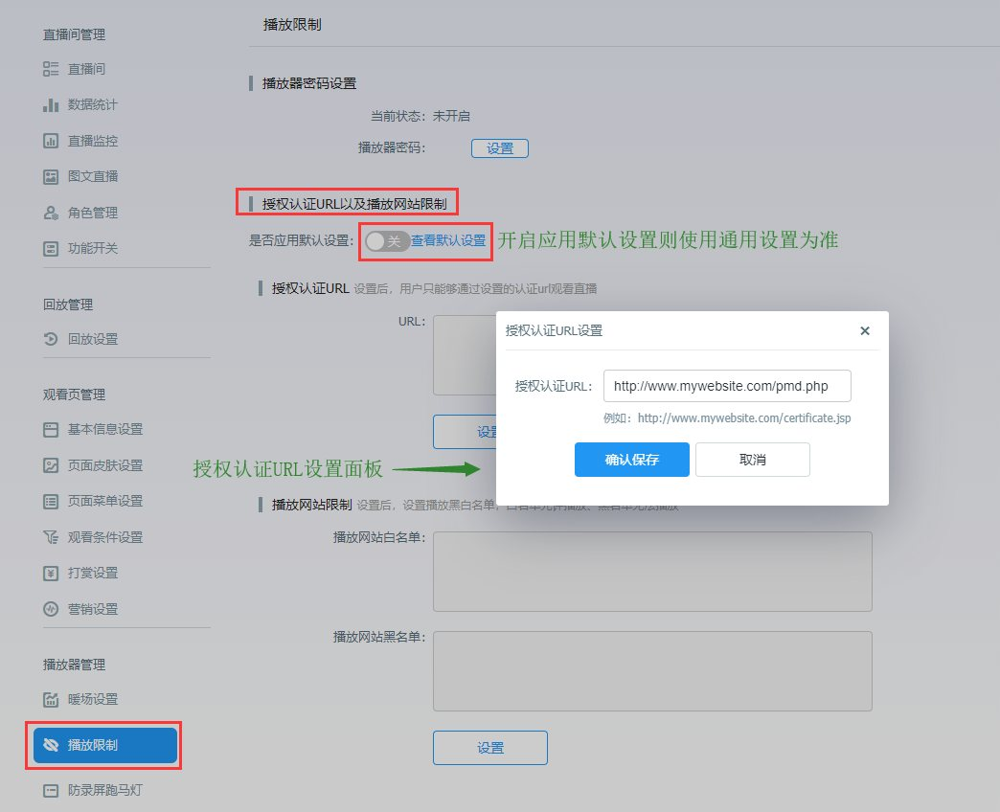 直播间管理
直播间
数据统计
直播监控
图文直播
角色管理
功能开关
回放管理
回放设置
观看页管理
基本信息设置
页面皮肤设置
页面菜单设置
观看条件设置
打赏设置
营销设置
播放器管理
暖场设置
播放限制
防录屏跑马灯
播放限制
播放器密码设置
当前状态: 未开启
播放器密码:
设置
授权认证URL以及播放网站限制
是否应用默认设置: 关 查看默认设置 开启应用默认设置则使用通用设置为准
授权认证URL 设置后，用户只能够通过设置的认证url观看直播
URL:
设
授权认证URL设置面板
授权认证URL设置
授权认证URL: http://www.mywebsite.com/pmd.php
例如: http://www.mywebsite.com/certificate.jsp
确认保存 取消
播放网站限制 设置后，设置播放黑白名单，白名单允许播放、黑名单无法播放
播放网站白名单:
播放网站黑名单:
设置